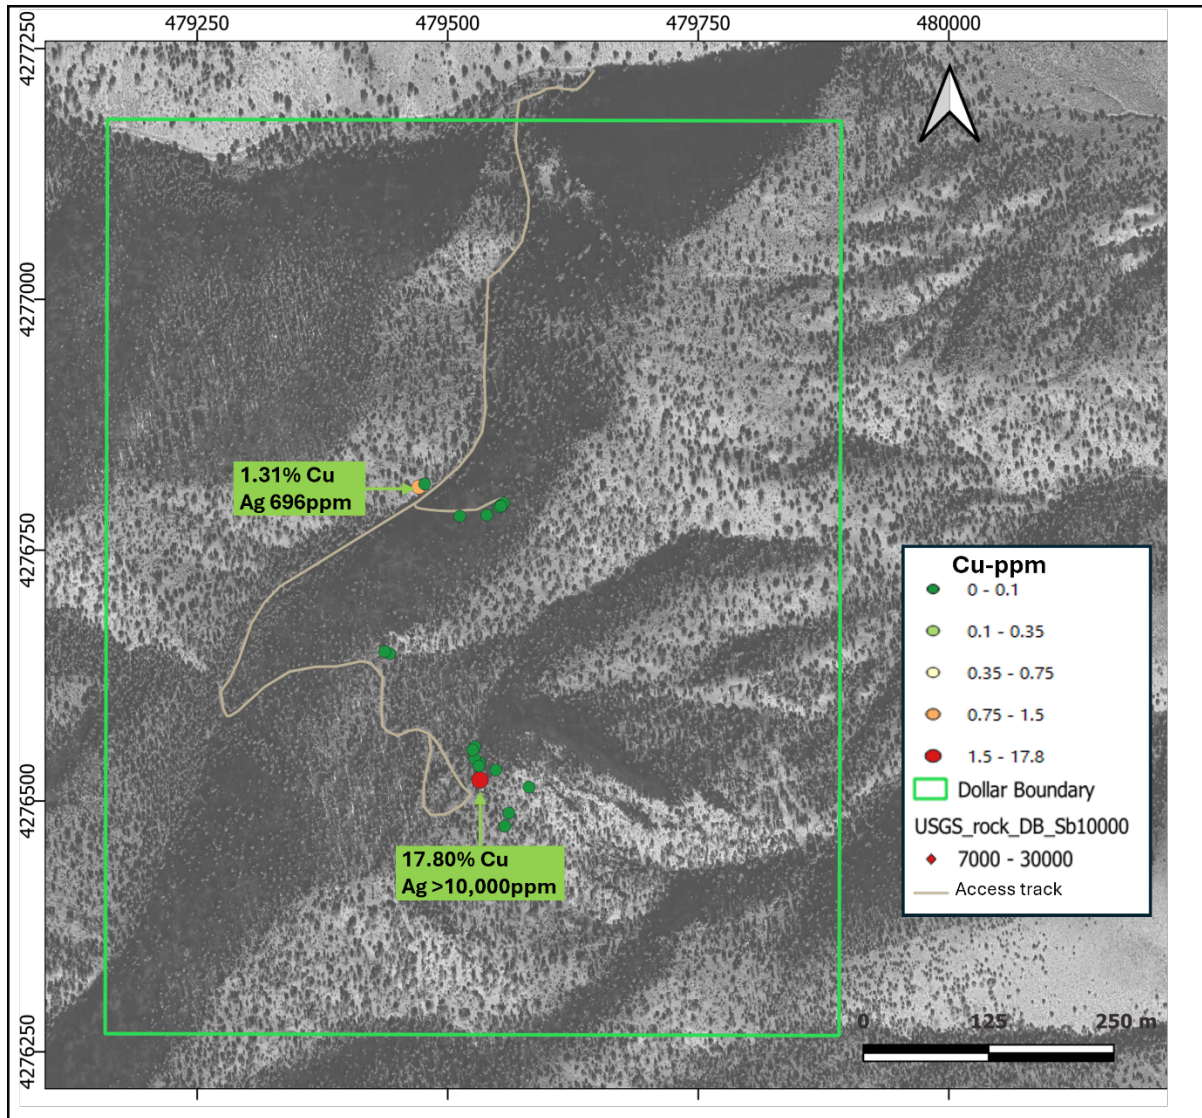 479250
479500
479750
480000
4277250
4277000
4276750
4276500
4276250
1.31% Cu
Ag 696ppm
17.80% Cu
Ag >10,000ppm
Cu-ppm
0 - 0.1
0.1 - 0.35
0.35 - 0.75
0.75 - 1.5
1.5 - 17.8
Dollar Boundary
USGS_rock_DB_Sb10000
7000 - 30000
Access track
0 125 250 m